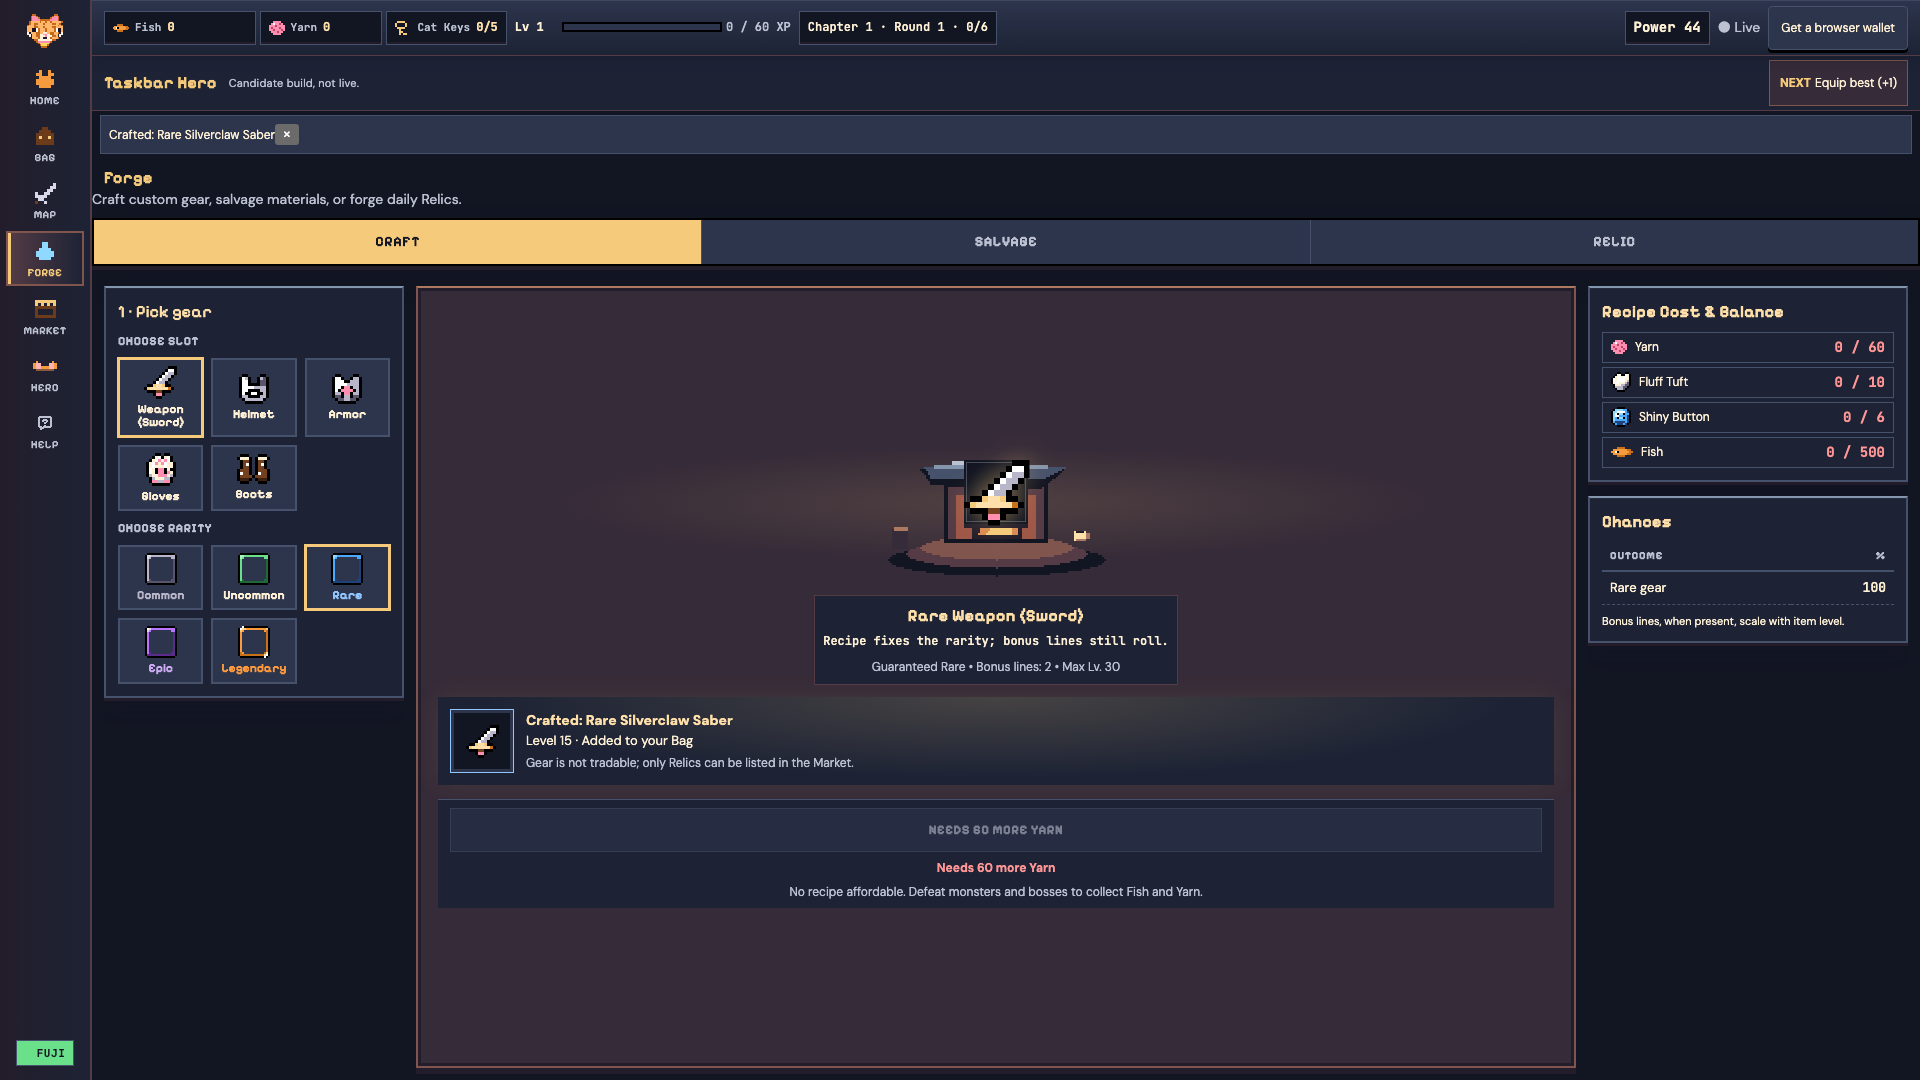 Fish 0
Yarn 0
Cat Keys 0/5
Lv 1
0 / 60 XP
Chapter 1 · Round 1 · 0/6
Power 44
Live
Get a browser wallet
HOME
BAG
MAP
FORGE
MARKET
HERO
HELP
FUJI
Taskbar Hero
Candidate build, not live.
NEXT Equip best (+1)
Crafted: Rare Silverclaw Saber
×
Forge
Craft custom gear, salvage materials, or forge daily Relics.
CRAFT
SALVAGE
RELIC
1 · Pick gear
CHOOSE SLOT
Weapon
(Sword)
Helmet
Armor
Gloves
Boots
CHOOSE RARITY
Common
Uncommon
Rare
Epic
Legendary
Rare Weapon (Sword)
Recipe fixes the rarity; bonus lines still roll.
Guaranteed Rare • Bonus lines: 2 • Max Lv. 30
Crafted: Rare Silverclaw Saber
Level 15 · Added to your Bag
Gear is not tradable; only Relics can be listed in the Market.
NEEDS 60 MORE YARN
Needs 60 more Yarn
No recipe affordable. Defeat monsters and bosses to collect Fish and Yarn.
Recipe Cost & Balance
Yarn 0 / 60
Fluff Tuft 0 / 10
Shiny Button 0 / 6
Fish 0 / 500
Chances
OUTCOME %
Rare gear 100
Bonus lines, when present, scale with item level.